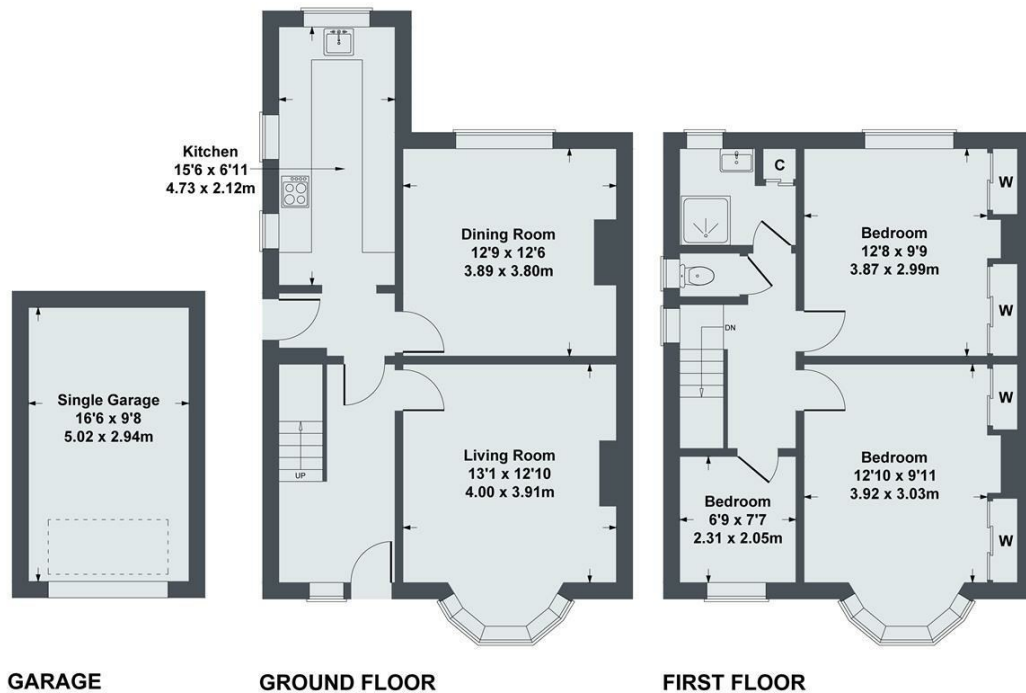 Kitchen
15'6 x 6'11
4.73 x 2.12m
Dining Room
12'9 x 12'6
3.89 x 3.80m
Single Garage
16'6 x 9'8
5.02 x 2.94m
UP
Living Room
13'1 x 12'10
4.00 x 3.91m
C
W
Bedroom
12'8 x 9'9
3.87 x 2.99m
W
DN
W
Bedroom
12'10 x 9'11
3.92 x 3.03m
Bedroom
6'9 x 7'7
2.31 x 2.05m
W
GARAGE
GROUND FLOOR
FIRST FLOOR